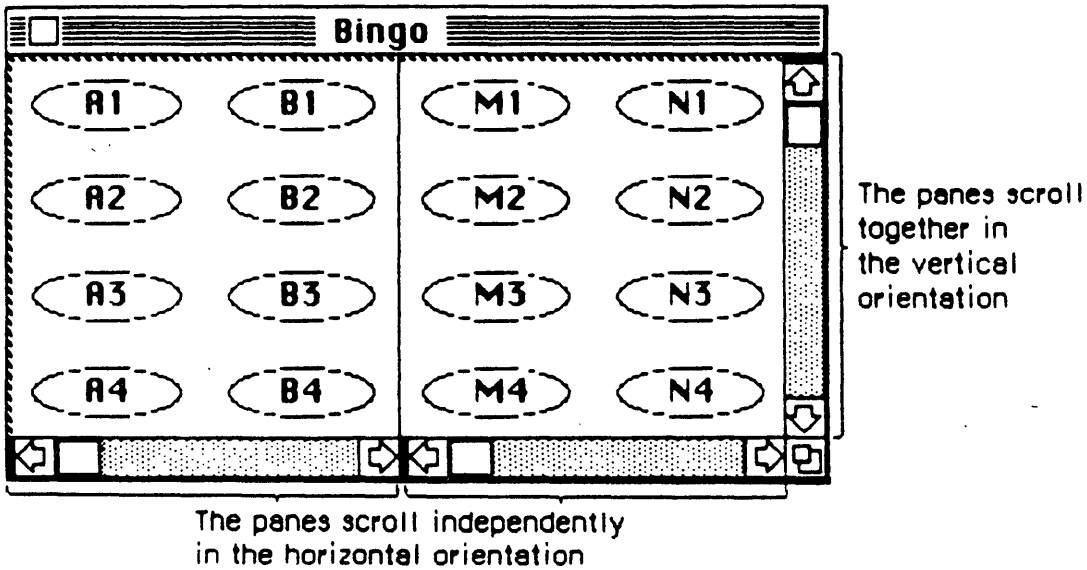 Bingo
A1 B1 M1 N1
A2 B2 M2 N2
A3 B3 M3 N3
A4 B4 M4 N4
The panes scroll
together in
the vertical
orientation
The panes scroll independently
in the horizontal orientation